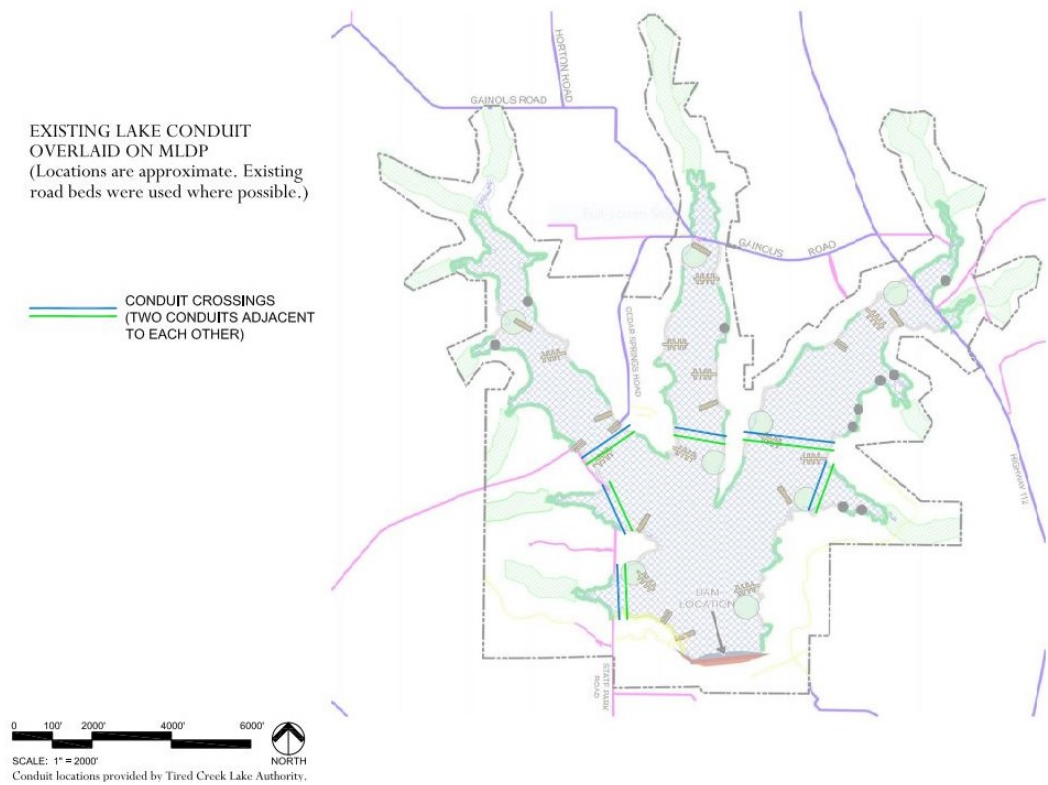 EXISTING LAKE CONDUIT
OVERLAID ON MLDP
(Locations are approximate. Existing
road beds were used where possible.)
CONDUIT CROSSINGS
(TWO CONDUITS ADJACENT
TO EACH OTHER)
HORTON ROAD
GAINOUS ROAD
GAINOUS ROAD
CEDAR SPRINGS ROAD
HIGHWAY 112
DAM
LOCATION
STATE PARK
ROAD
0 100' 2000' 4000' 6000'
SCALE: 1" = 2000'
NORTH
Conduit locations provided by Tired Creek Lake Authority.